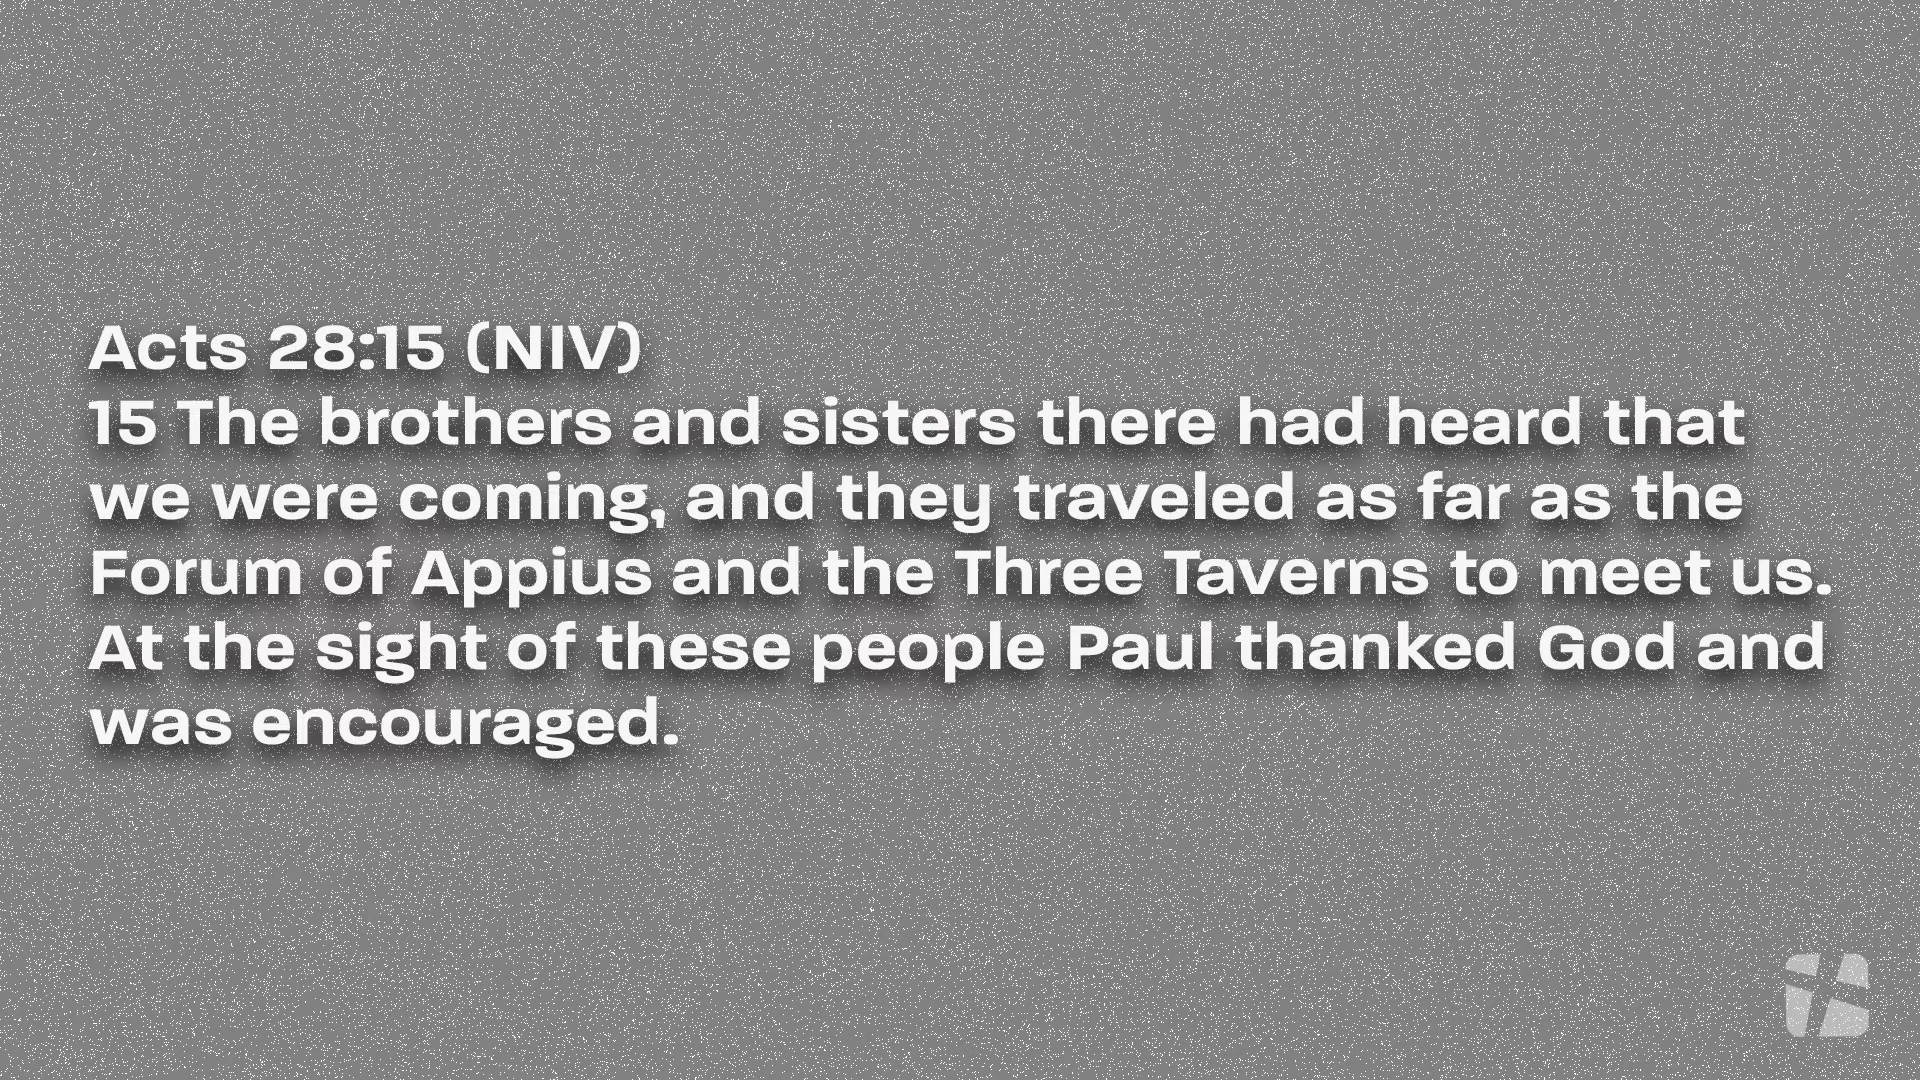 Acts 28:15 (NIV)
15 The brothers and sisters there had heard that
we were coming, and they traveled as far as the
Forum of Appius and the Three Taverns to meet us.
At the sight of these people Paul thanked God and
was encouraged.